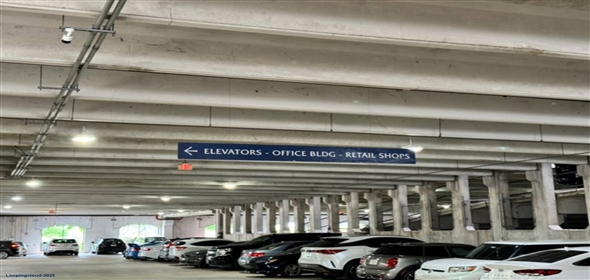 ← ELEVATORS - OFFICE BLDG - RETAIL SHOPS